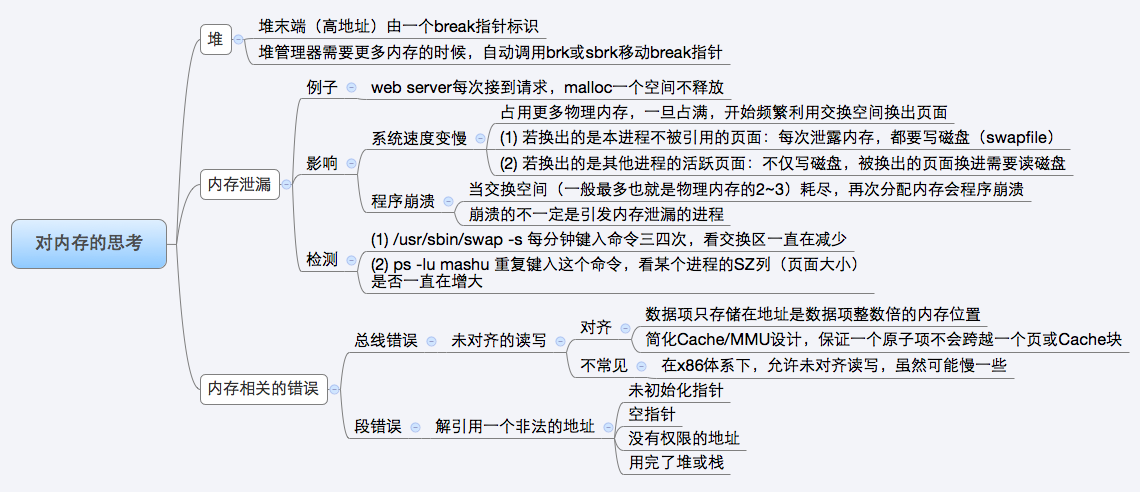 对内存的思考
堆
堆末端（高地址）由一个break指针标识
堆管理器需要更多内存的时候，自动调用brk或sbrk移动break指针
内存泄漏
例子
web server每次接到请求，malloc一个空间不释放
影响
系统速度变慢
占用更多物理内存，一旦占满，开始频繁利用交换空间换出页面
(1) 若换出的是本进程不被引用的页面：每次泄露内存，都要写磁盘（swapfile）
(2) 若换出的是其他进程的活跃页面：不仅写磁盘，被换出的页面换进需要读磁盘
程序崩溃
当交换空间（一般最多也就是物理内存的2~3）耗尽，再次分配内存会程序崩溃
崩溃的不一定是引发内存泄漏的进程
检测
(1) /usr/sbin/swap -s 每分钟键入命令三四次，看交换区一直在减少
(2) ps -lu mashu 重复键入这个命令，看某个进程的SZ列（页面大小）
是否一直在增大
内存相关的错误
总线错误
未对齐的读写
对齐
数据项只存储在地址是数据项整数倍的内存位置
简化Cache/MMU设计，保证一个原子项不会跨越一个页或Cache块
不常见
在x86体系下，允许未对齐读写，虽然可能慢一些
段错误
解引用一个非法的地址
未初始化指针
空指针
没有权限的地址
用完了堆或栈